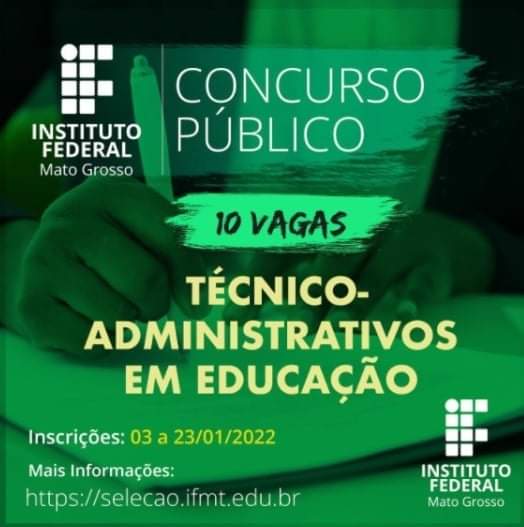 INSTITUTO
FEDERAL
Mato Grosso
CONCURSO
PÚBLICO
10 VAGAS
TÉCNICO-
ADMINISTRATIVOS
EM EDUCAÇÃO
Inscrições: 03 a 23/01/2022
Mais Informações:
https://selecao.ifmt.edu.br
INSTITUTO
FEDERAL
Mato Grosso